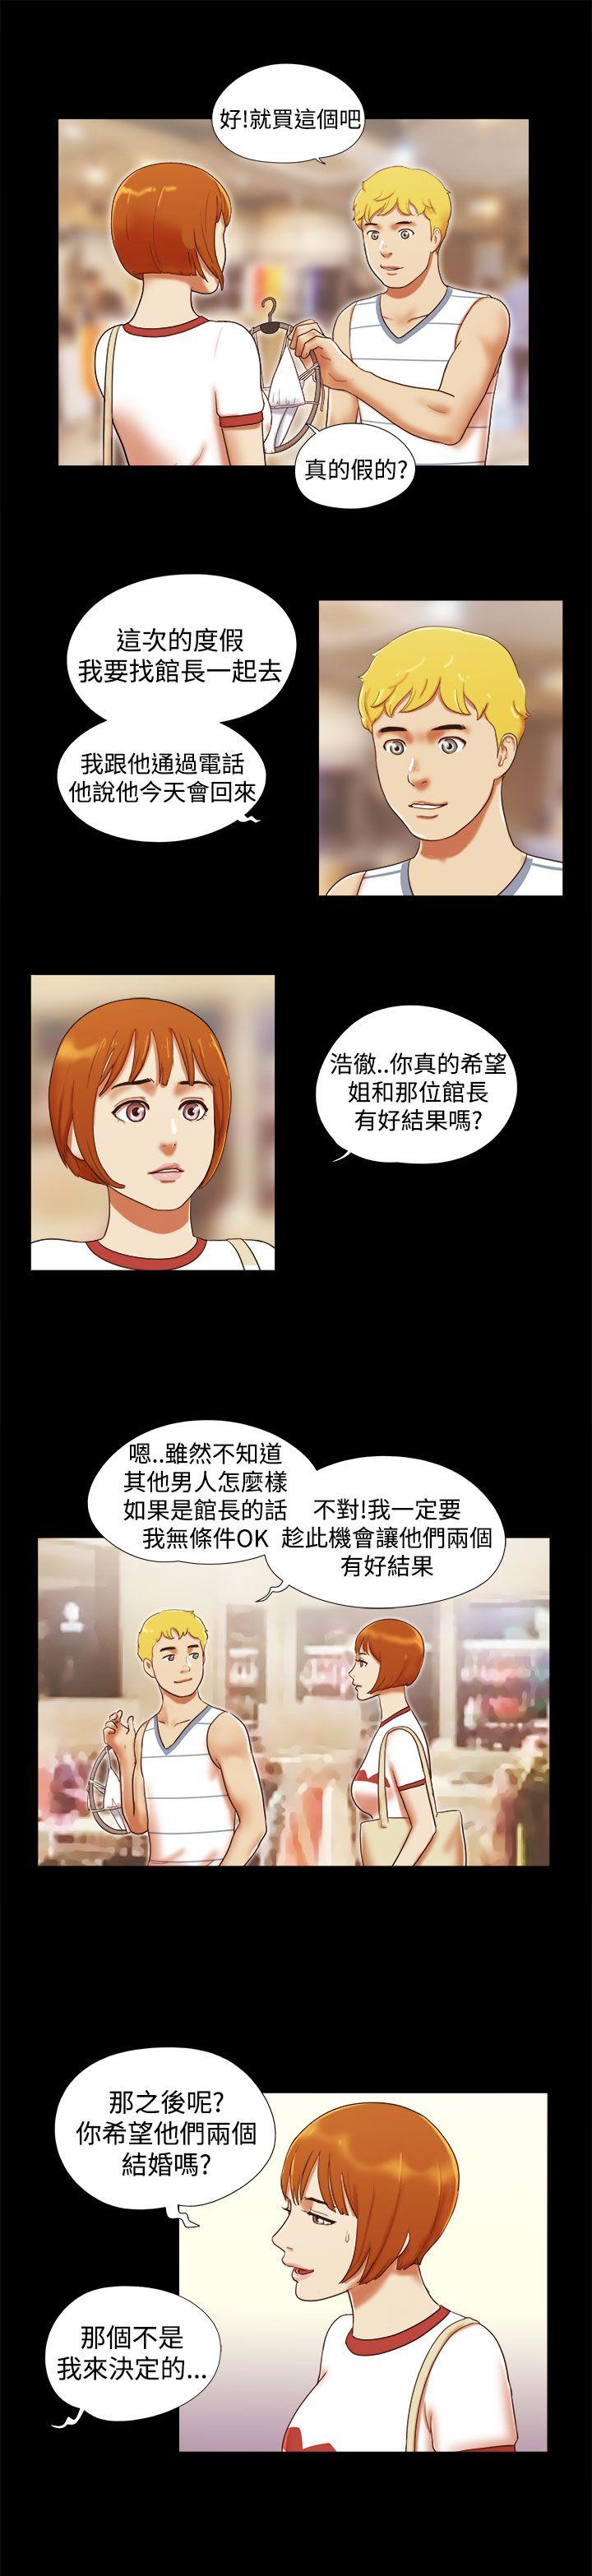 好!就買這個吧
真的假的?
這次的度假
我要找館長一起去
我跟他通過電話
他說他今天會回來
浩徹..你真的希望
姐和那位館長
有好結果嗎?
嗯..雖然不知道
其他男人怎麼樣
如果是館長的話
我無條件OK
不對!我一定要
趁此機會讓他們兩個
有好結果
那之後呢?
你希望他們兩個
結婚嗎?
那個不是
我來決定的...